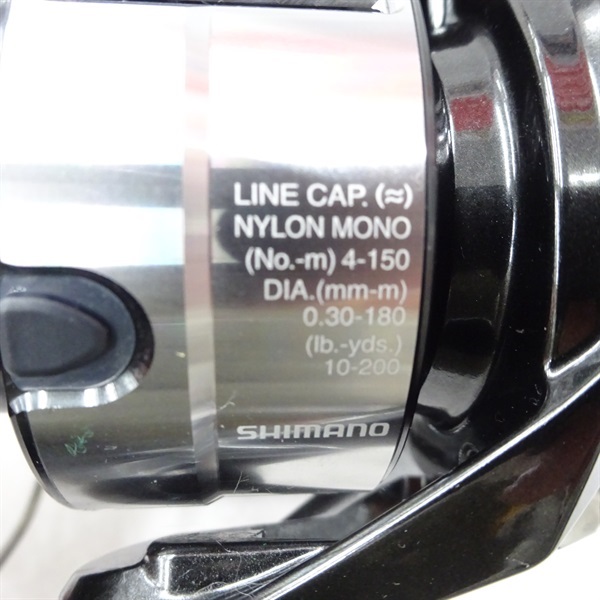 LINE CAP. (≈)
NYLON MONO
(No.-m) 4-150
DIA.(mm-m)
0.30-180
(lb.-yds.)
10-200
SHIMANO